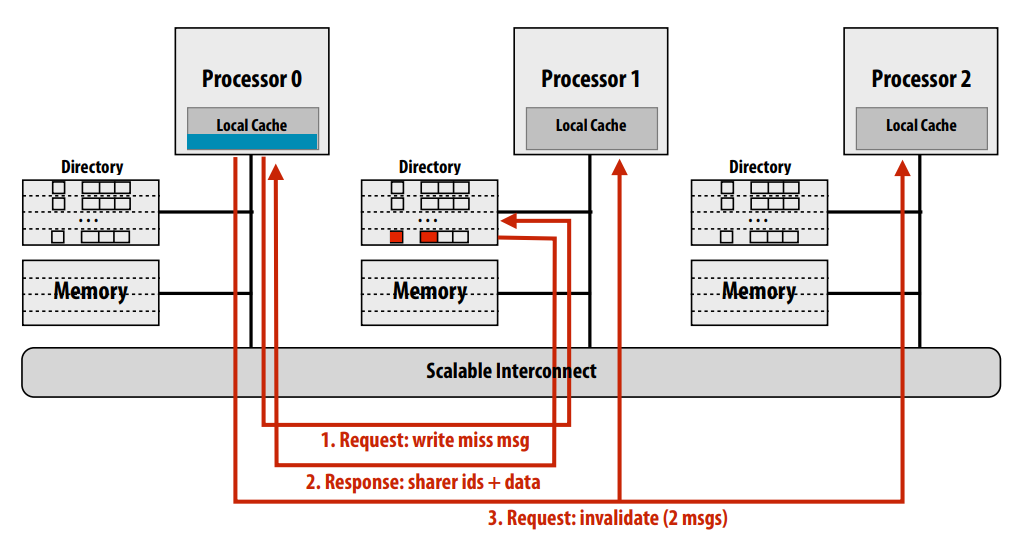 Processor 0
Local Cache
Processor 1
Local Cache
Processor 2
Local Cache
Directory
• • •
Memory
Directory
• • •
Memory
Directory
• • •
Memory
Scalable Interconnect
1. Request: write miss msg
2. Response: sharer ids + data
3. Request: invalidate (2 msgs)